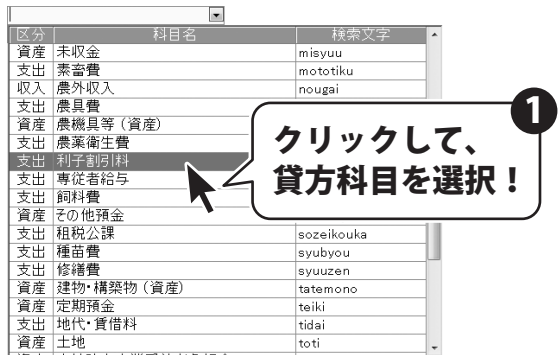 区分 科目名 検索文字
資産 未収金 misyuu
支出 素畜費 mototiku
収入 農外収入 nougai
支出 農具費
資産 農機具等（資産）
支出 農薬衛生費
支出 利子割引料
支出 専従者給与
支出 飼料費
資産 その他預金
支出 租税公課 sozeikouka
支出 種苗費 syubyou
支出 修繕費 syuuzen
資産 建物・構築物（資産） tatemono
資産 定期預金 teiki
支出 地代・賃借料 tidai
資産 土地 toti
1
クリックして、
貸方科目を選択！